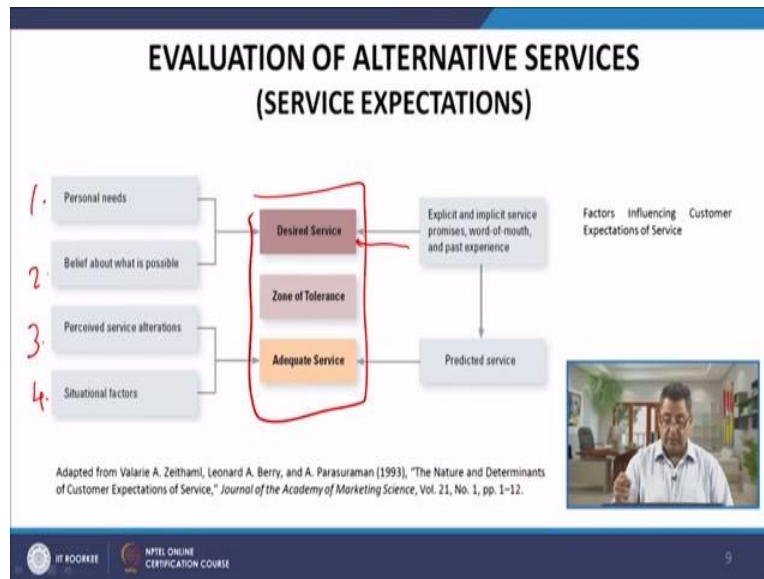 EVALUATION OF ALTERNATIVE SERVICES
(SERVICE EXPECTATIONS)
1.
Personal needs
2.
Belief about what is possible
3.
Perceived service alterations
4.
Situational factors
Desired Service
Zone of Tolerance
Adequate Service
Explicit and implicit service
promises, word-of-mouth,
and past experience
Predicted service
Factors Influencing Customer
Expectations of Service
Adapted from Valarie A. Zeithaml, Leonard A. Berry, and A. Parasuraman (1993), "The Nature and Determinants
of Customer Expectations of Service," Journal of the Academy of Marketing Science, Vol. 21, No. 1, pp. 1–12.
IIT ROORKEE
NPTEL ONLINE
CERTIFICATION COURSE
9